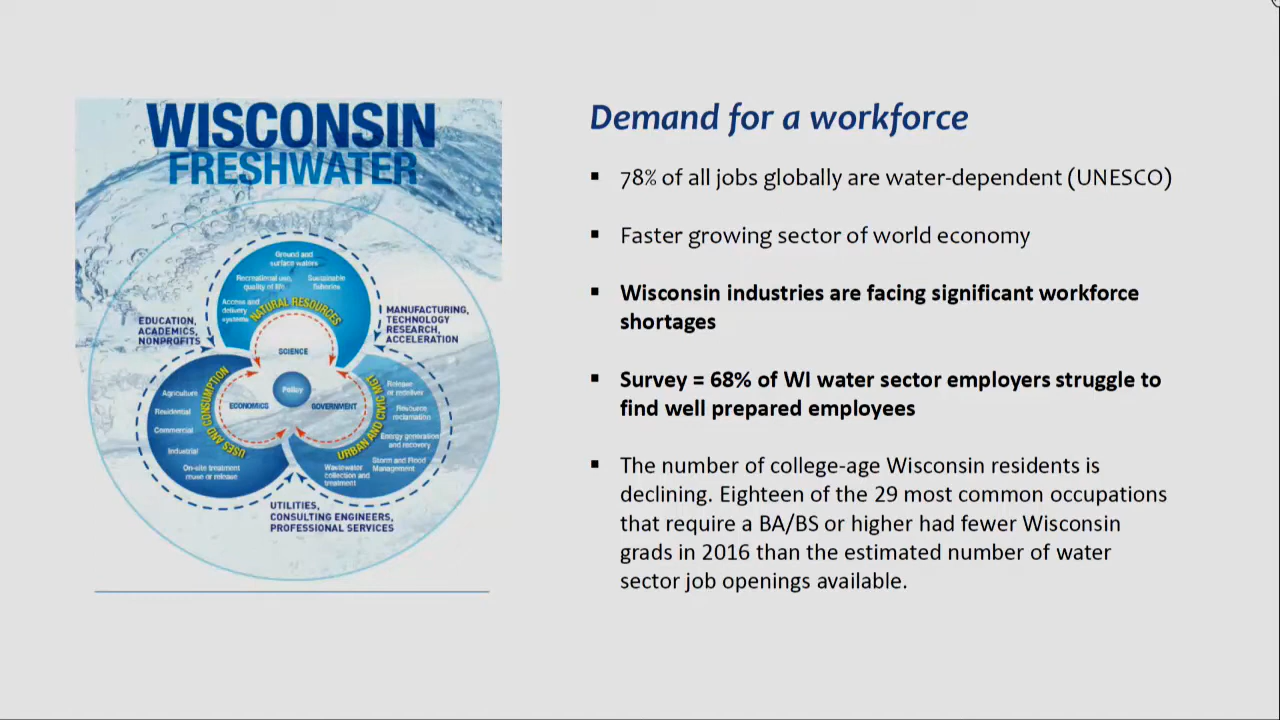 WISCONSIN
FRESHWATER
Ground and
surface waters
Recreational use,
quality of life
Sustainable
fisheries
Access and
delivery
systems
NATURAL RESOURCES
EDUCATION,
ACADEMICS,
NONPROFITS
MANUFACTURING,
TECHNOLOGY
RESEARCH,
ACCELERATION
SCIENCE
Policy
ECONOMICS
GOVERNMENT
USES AND CONSUMPTION
Agriculture
Residential
Commercial
Industrial
On-site treatment
reuse or release
URBAN AND CIVIC MGT
Release
or redeliver
Resource
reclamation
Energy generation
and recovery
Storm and Flood
Management
Wastewater
collection and
treatment
UTILITIES,
CONSULTING ENGINEERS,
PROFESSIONAL SERVICES
Demand for a workforce
▪ 78% of all jobs globally are water-dependent (UNESCO)
▪ Faster growing sector of world economy
▪ Wisconsin industries are facing significant workforce
shortages
▪ Survey = 68% of WI water sector employers struggle to
find well prepared employees
▪ The number of college-age Wisconsin residents is
declining. Eighteen of the 29 most common occupations
that require a BA/BS or higher had fewer Wisconsin
grads in 2016 than the estimated number of water
sector job openings available.